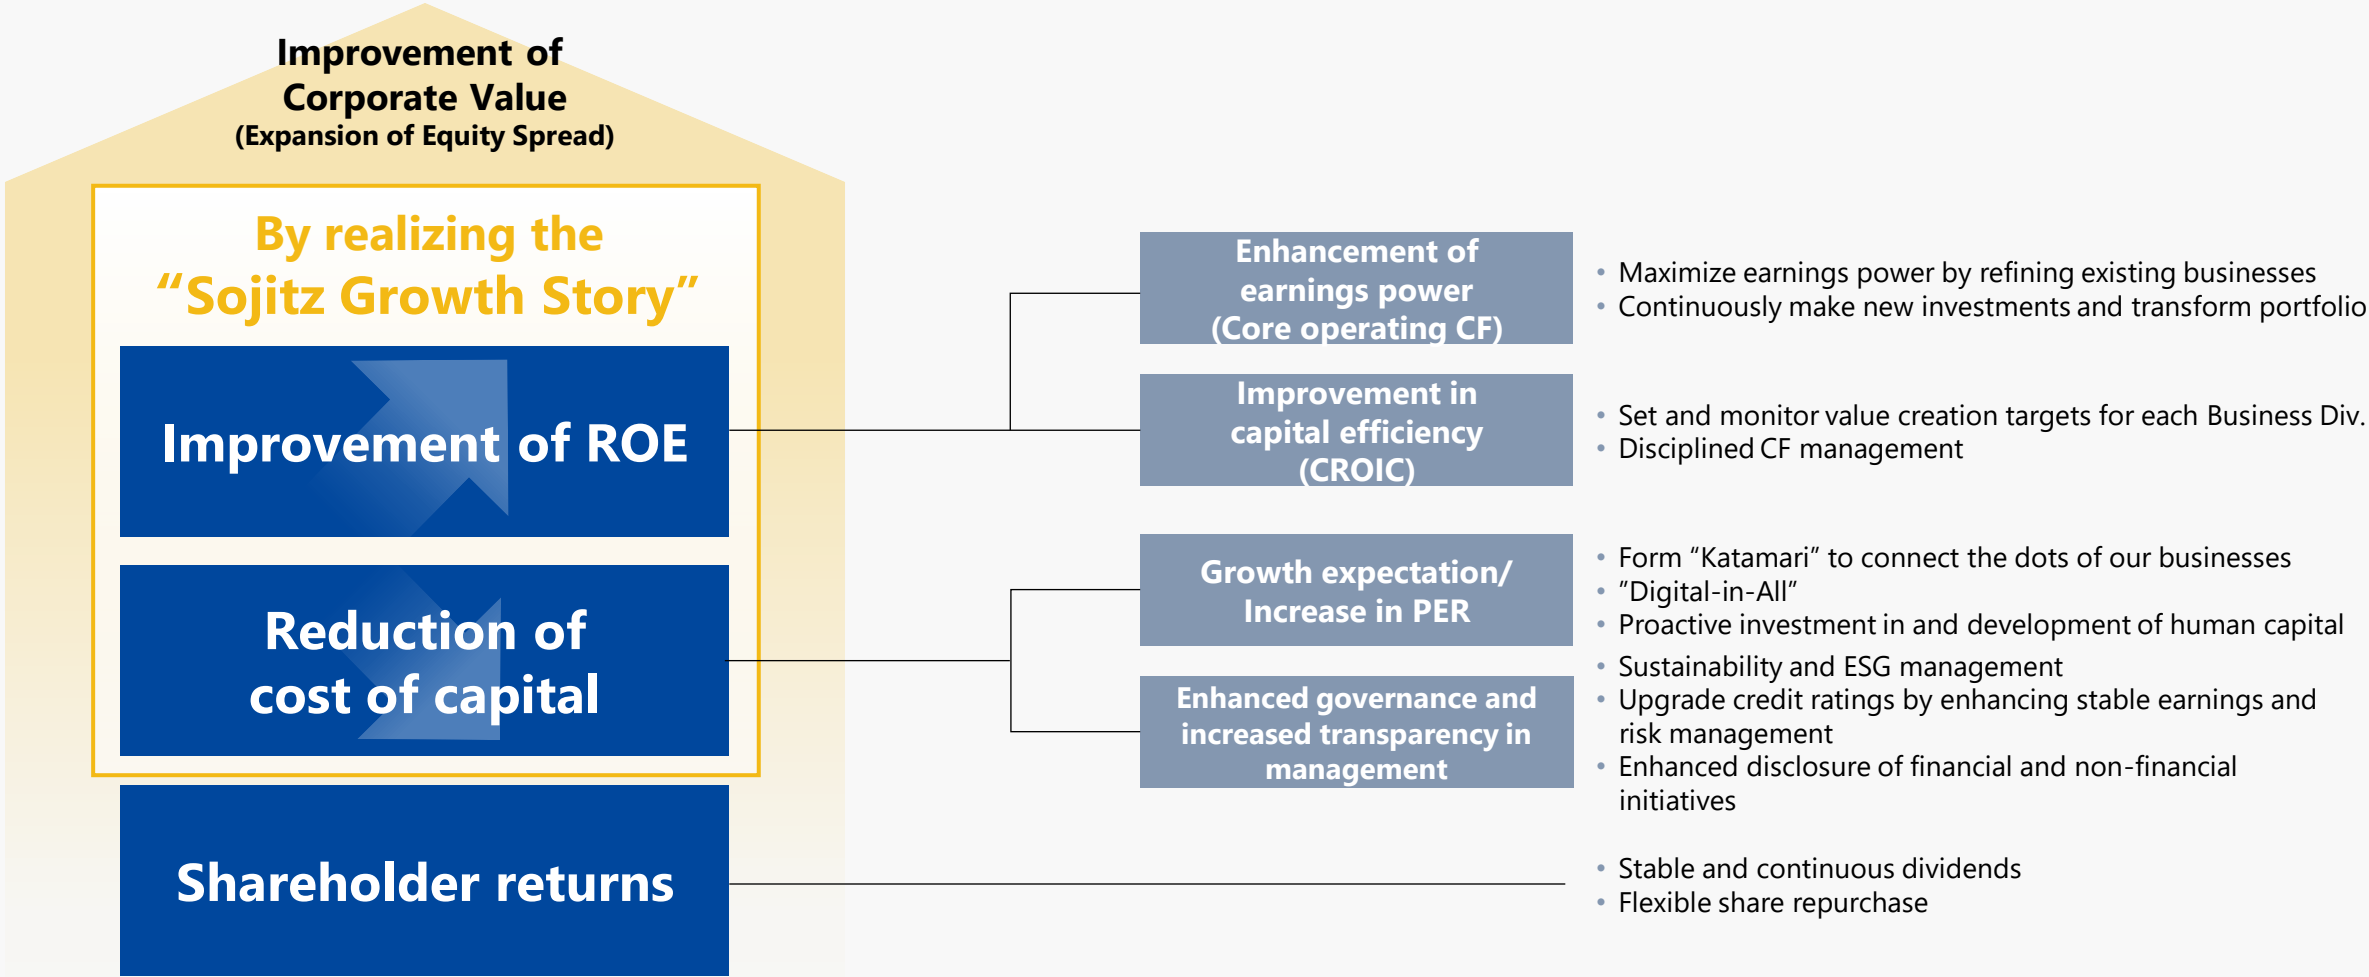 Improvement of
Corporate Value
(Expansion of Equity Spread)
By realizing the
“Sojitz Growth Story”
Improvement of ROE
Enhancement of
earnings power
(Core operating CF)
• Maximize earnings power by refining existing businesses
• Continuously make new investments and transform portfolio
Improvement in
capital efficiency
(CROIC)
• Set and monitor value creation targets for each Business Div.
• Disciplined CF management
Reduction of
cost of capital
Growth expectation/
Increase in PER
• Form “Katamari” to connect the dots of our businesses
• ”Digital-in-All”
• Proactive investment in and development of human capital
Enhanced governance and
increased transparency in
management
• Sustainability and ESG management
• Upgrade credit ratings by enhancing stable earnings and
risk management
• Enhanced disclosure of financial and non-financial
initiatives
Shareholder returns
• Stable and continuous dividends
• Flexible share repurchase